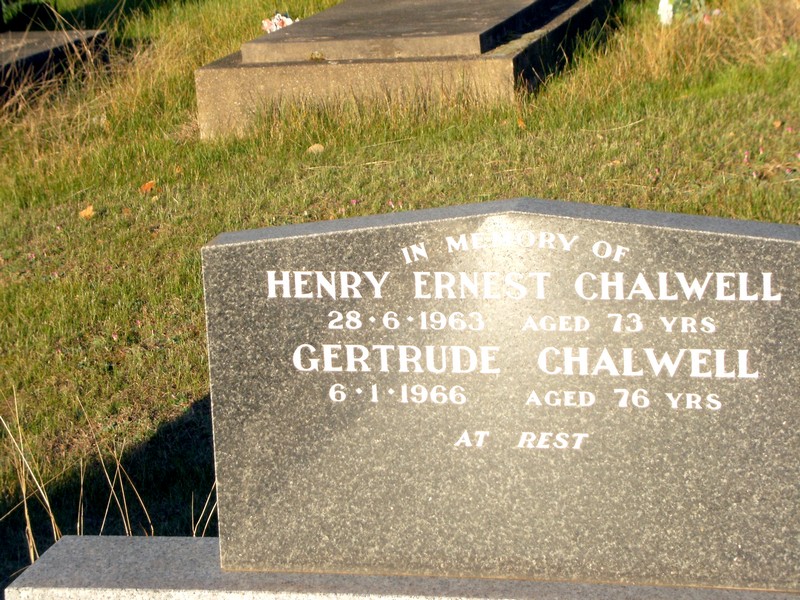 IN MEMORY OF
HENRY ERNEST CHALWELL
28·6·1963 AGED 73 YRS
GERTRUDE CHALWELL
6·1·1966 AGED 76 YRS
AT REST